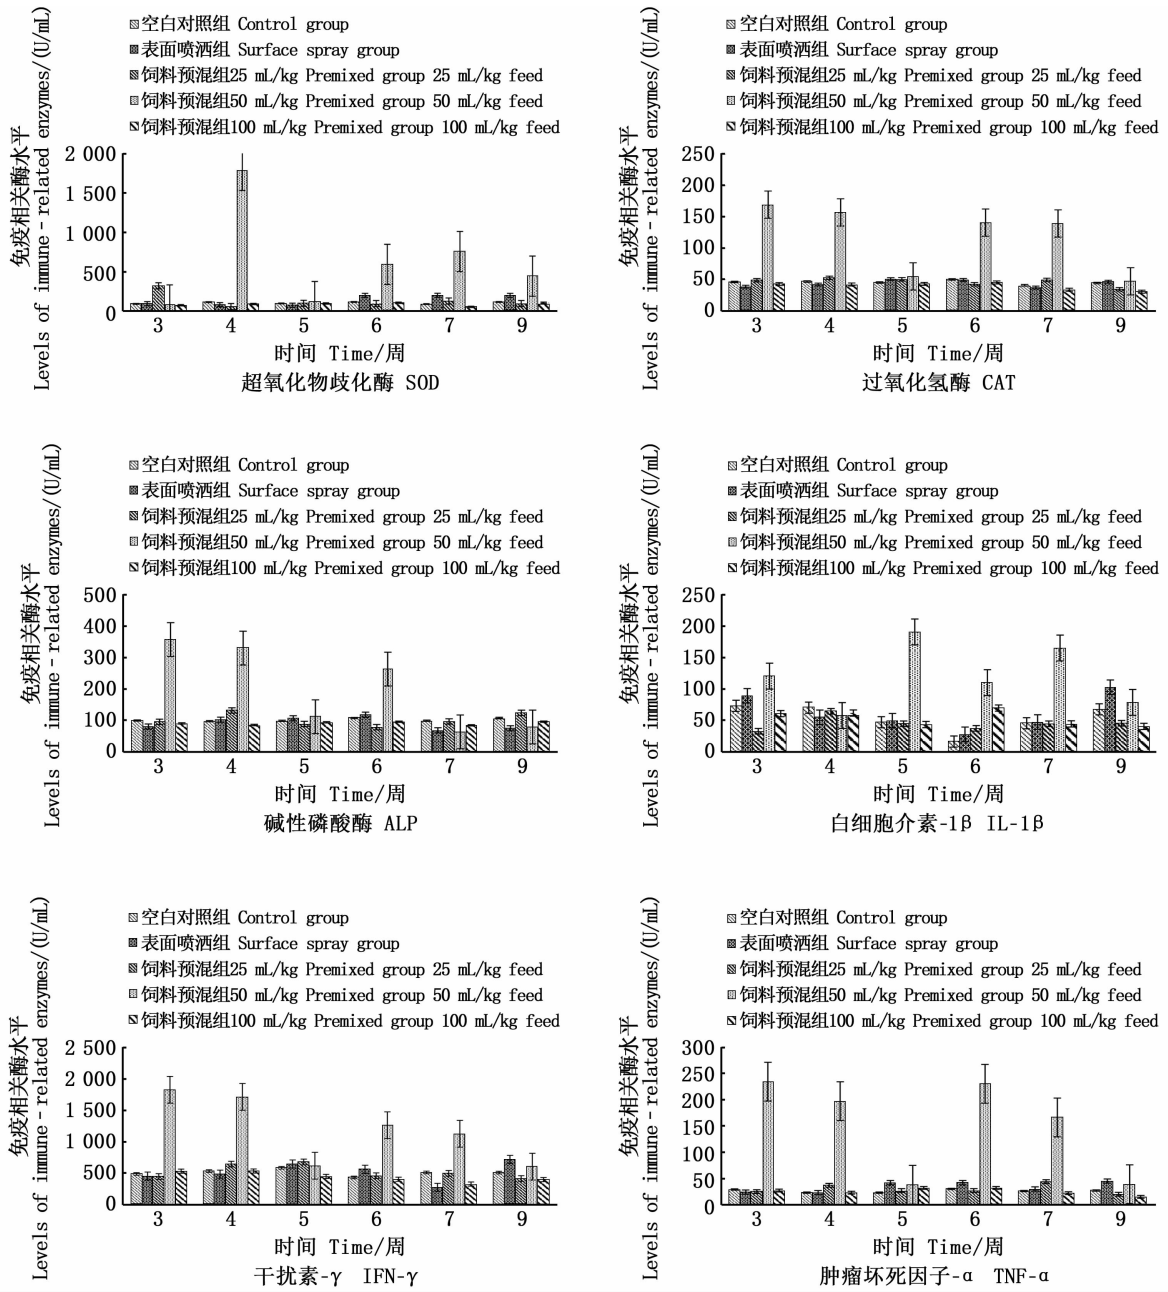 空白对照组 Control group
表面喷洒组 Surface spray group
饲料预混组25 mL/kg Premixed group 25 mL/kg feed
饲料预混组50 mL/kg Premixed group 50 mL/kg feed
饲料预混组100 mL/kg Premixed group 100 mL/kg feed
免疫相关酶水平
Levels of immune-related enzymes/(U/mL)
2 000
1 500
1 000
500
0
3 4 5 6 7 9
时间 Time/周
超氧化物歧化酶 SOD
空白对照组 Control group
表面喷洒组 Surface spray group
饲料预混组25 mL/kg Premixed group 25 mL/kg feed
饲料预混组50 mL/kg Premixed group 50 mL/kg feed
饲料预混组100 mL/kg Premixed group 100 mL/kg feed
免疫相关酶水平
Levels of immune-related enzymes/(U/mL)
250
200
150
100
50
0
3 4 5 6 7 9
时间 Time/周
过氧化氢酶 CAT
空白对照组 Control group
表面喷洒组 Surface spray group
饲料预混组25 mL/kg Premixed group 25 mL/kg feed
饲料预混组50 mL/kg Premixed group 50 mL/kg feed
饲料预混组100 mL/kg Premixed group 100 mL/kg feed
免疫相关酶水平
Levels of immune-related enzymes/(U/mL)
500
400
300
200
100
0
3 4 5 6 7 9
时间 Time/周
碱性磷酸酶 ALP
空白对照组 Control group
表面喷洒组 Surface spray group
饲料预混组25 mL/kg Premixed group 25 mL/kg feed
饲料预混组50 mL/kg Premixed group 50 mL/kg feed
饲料预混组100 mL/kg Premixed group 100 mL/kg feed
免疫相关酶水平
Levels of immune-related enzymes/(U/mL)
250
200
150
100
50
0
3 4 5 6 7 9
时间 Time/周
白细胞介素-1β IL-1β
空白对照组 Control group
表面喷洒组 Surface spray group
饲料预混组25 mL/kg Premixed group 25 mL/kg feed
饲料预混组50 mL/kg Premixed group 50 mL/kg feed
饲料预混组100 mL/kg Premixed group 100 mL/kg feed
免疫相关酶水平
Levels of immune-related enzymes/(U/mL)
2 500
2 000
1 500
1 000
500
0
3 4 5 6 7 9
时间 Time/周
干扰素-γ IFN-γ
空白对照组 Control group
表面喷洒组 Surface spray group
饲料预混组25 mL/kg Premixed group 25 mL/kg feed
饲料预混组50 mL/kg Premixed group 50 mL/kg feed
饲料预混组100 mL/kg Premixed group 100 mL/kg feed
免疫相关酶水平
Levels of immune-related enzymes/(U/mL)
300
250
200
150
100
50
0
3 4 5 6 7 9
时间 Time/周
肿瘤坏死因子-α TNF-α